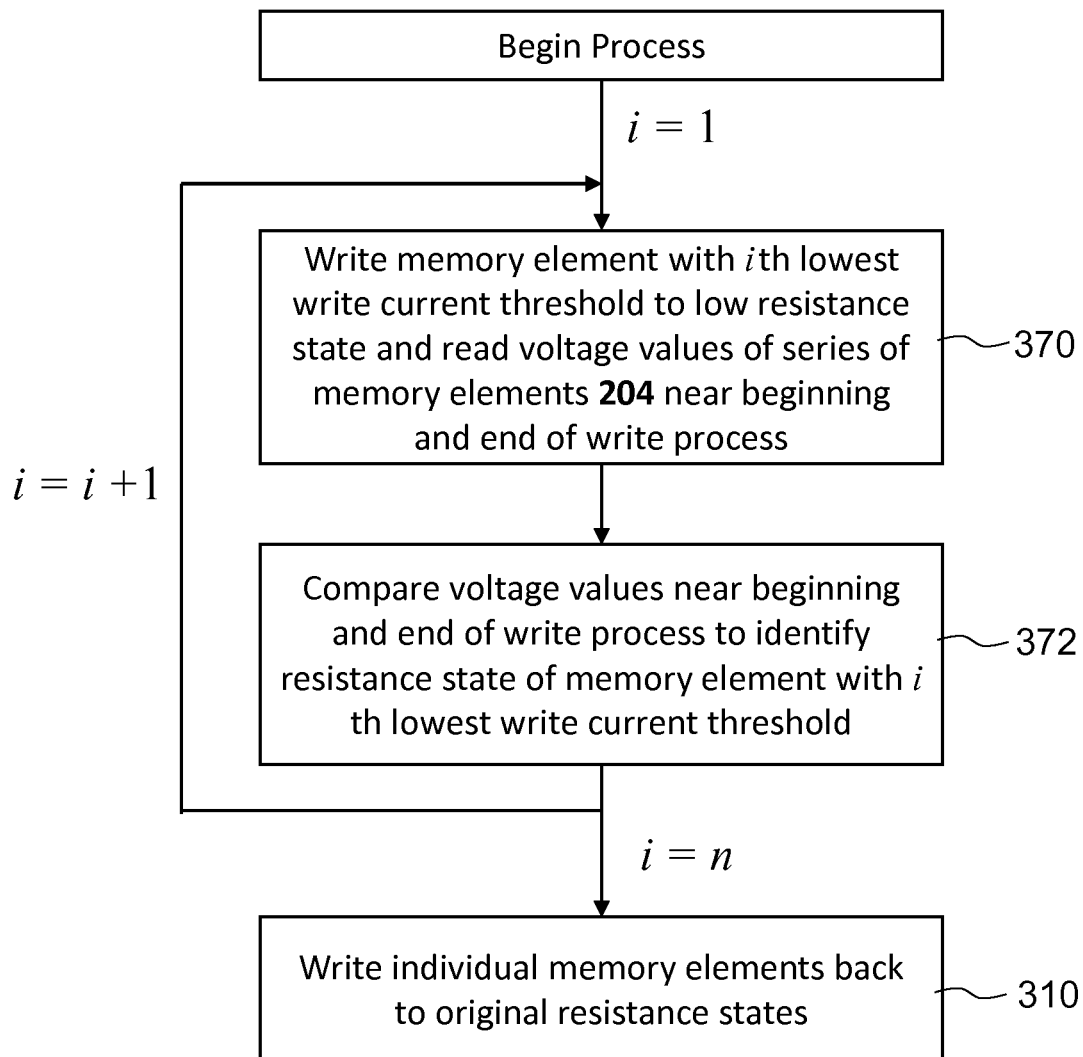 Begin Process
i = 1
Write memory element with ith lowest
write current threshold to low resistance
state and read voltage values of series of
memory elements 204 near beginning
and end of write process
370
i = i +1
Compare voltage values near beginning
and end of write process to identify
resistance state of memory element with i
th lowest write current threshold
372
i = n
Write individual memory elements back
to original resistance states
310